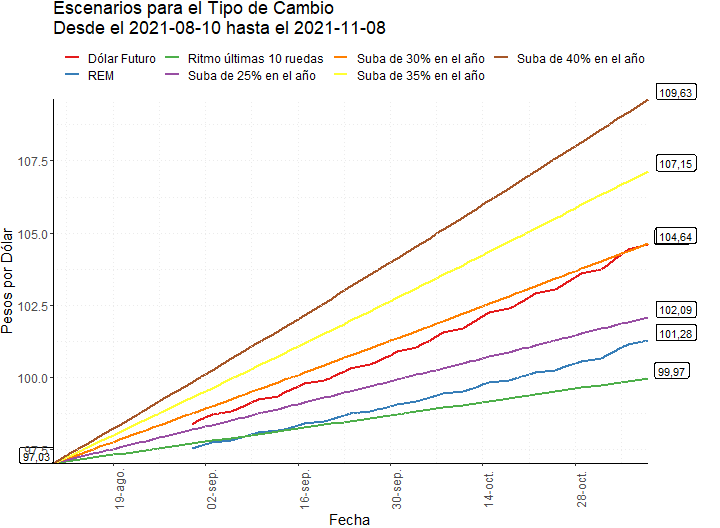 Escenarios para el Tipo de Cambio
Desde el 2021-08-10 hasta el 2021-11-08
Dólar Futuro
Ritmo últimas 10 ruedas
Suba de 30% en el año
Suba de 40% en el año
REM
Suba de 25% en el año
Suba de 35% en el año
109,63
107,15
104,64
102,09
101,28
99,97
107.5
105.0
102.5
100.0
97.5
97,03
Pesos por Dólar
19-ago.
02-sep.
16-sep.
30-sep.
14-oct.
28-oct.
Fecha